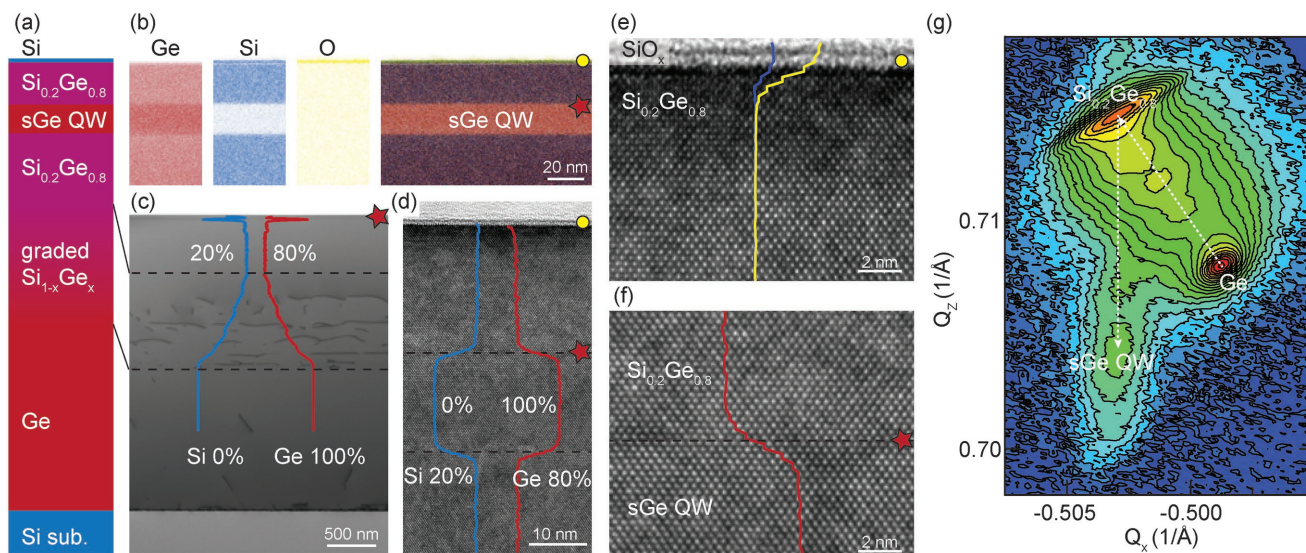 (a)
Si
Si0.2Ge0.8
sGe QW
Si0.2Ge0.8
graded
Si1-xGex
Ge
Si sub.
(b)
Ge
Si
O
sGe QW
20 nm
(c)
20%
80%
Si 0%
Ge 100%
500 nm
(d)
0%
100%
Si 20%
Ge 80%
10 nm
(e)
SiOx
Si0.2Ge0.8
2 nm
(f)
Si0.2Ge0.8
sGe QW
2 nm
(g)
Si0.2Ge0.8
Ge
sGe QW
0.71
0.70
QZ (1/Å)
-0.505
-0.500
QX (1/Å)